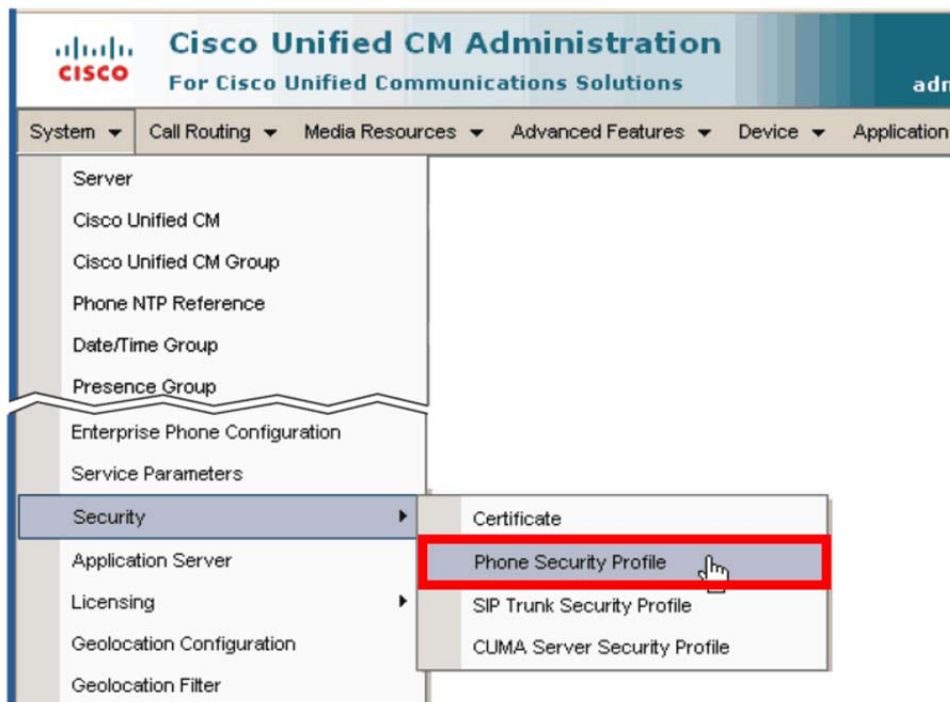 CISCO
Cisco Unified CM Administration
For Cisco Unified Communications Solutions
adm
System Call Routing Media Resources Advanced Features Device Application
Server
Cisco Unified CM
Cisco Unified CM Group
Phone NTP Reference
Date/Time Group
Presence Group
Enterprise Phone Configuration
Service Parameters
Security
Certificate
Application Server
Phone Security Profile
Licensing
SIP Trunk Security Profile
Geolocation Configuration
CUMA Server Security Profile
Geolocation Filter